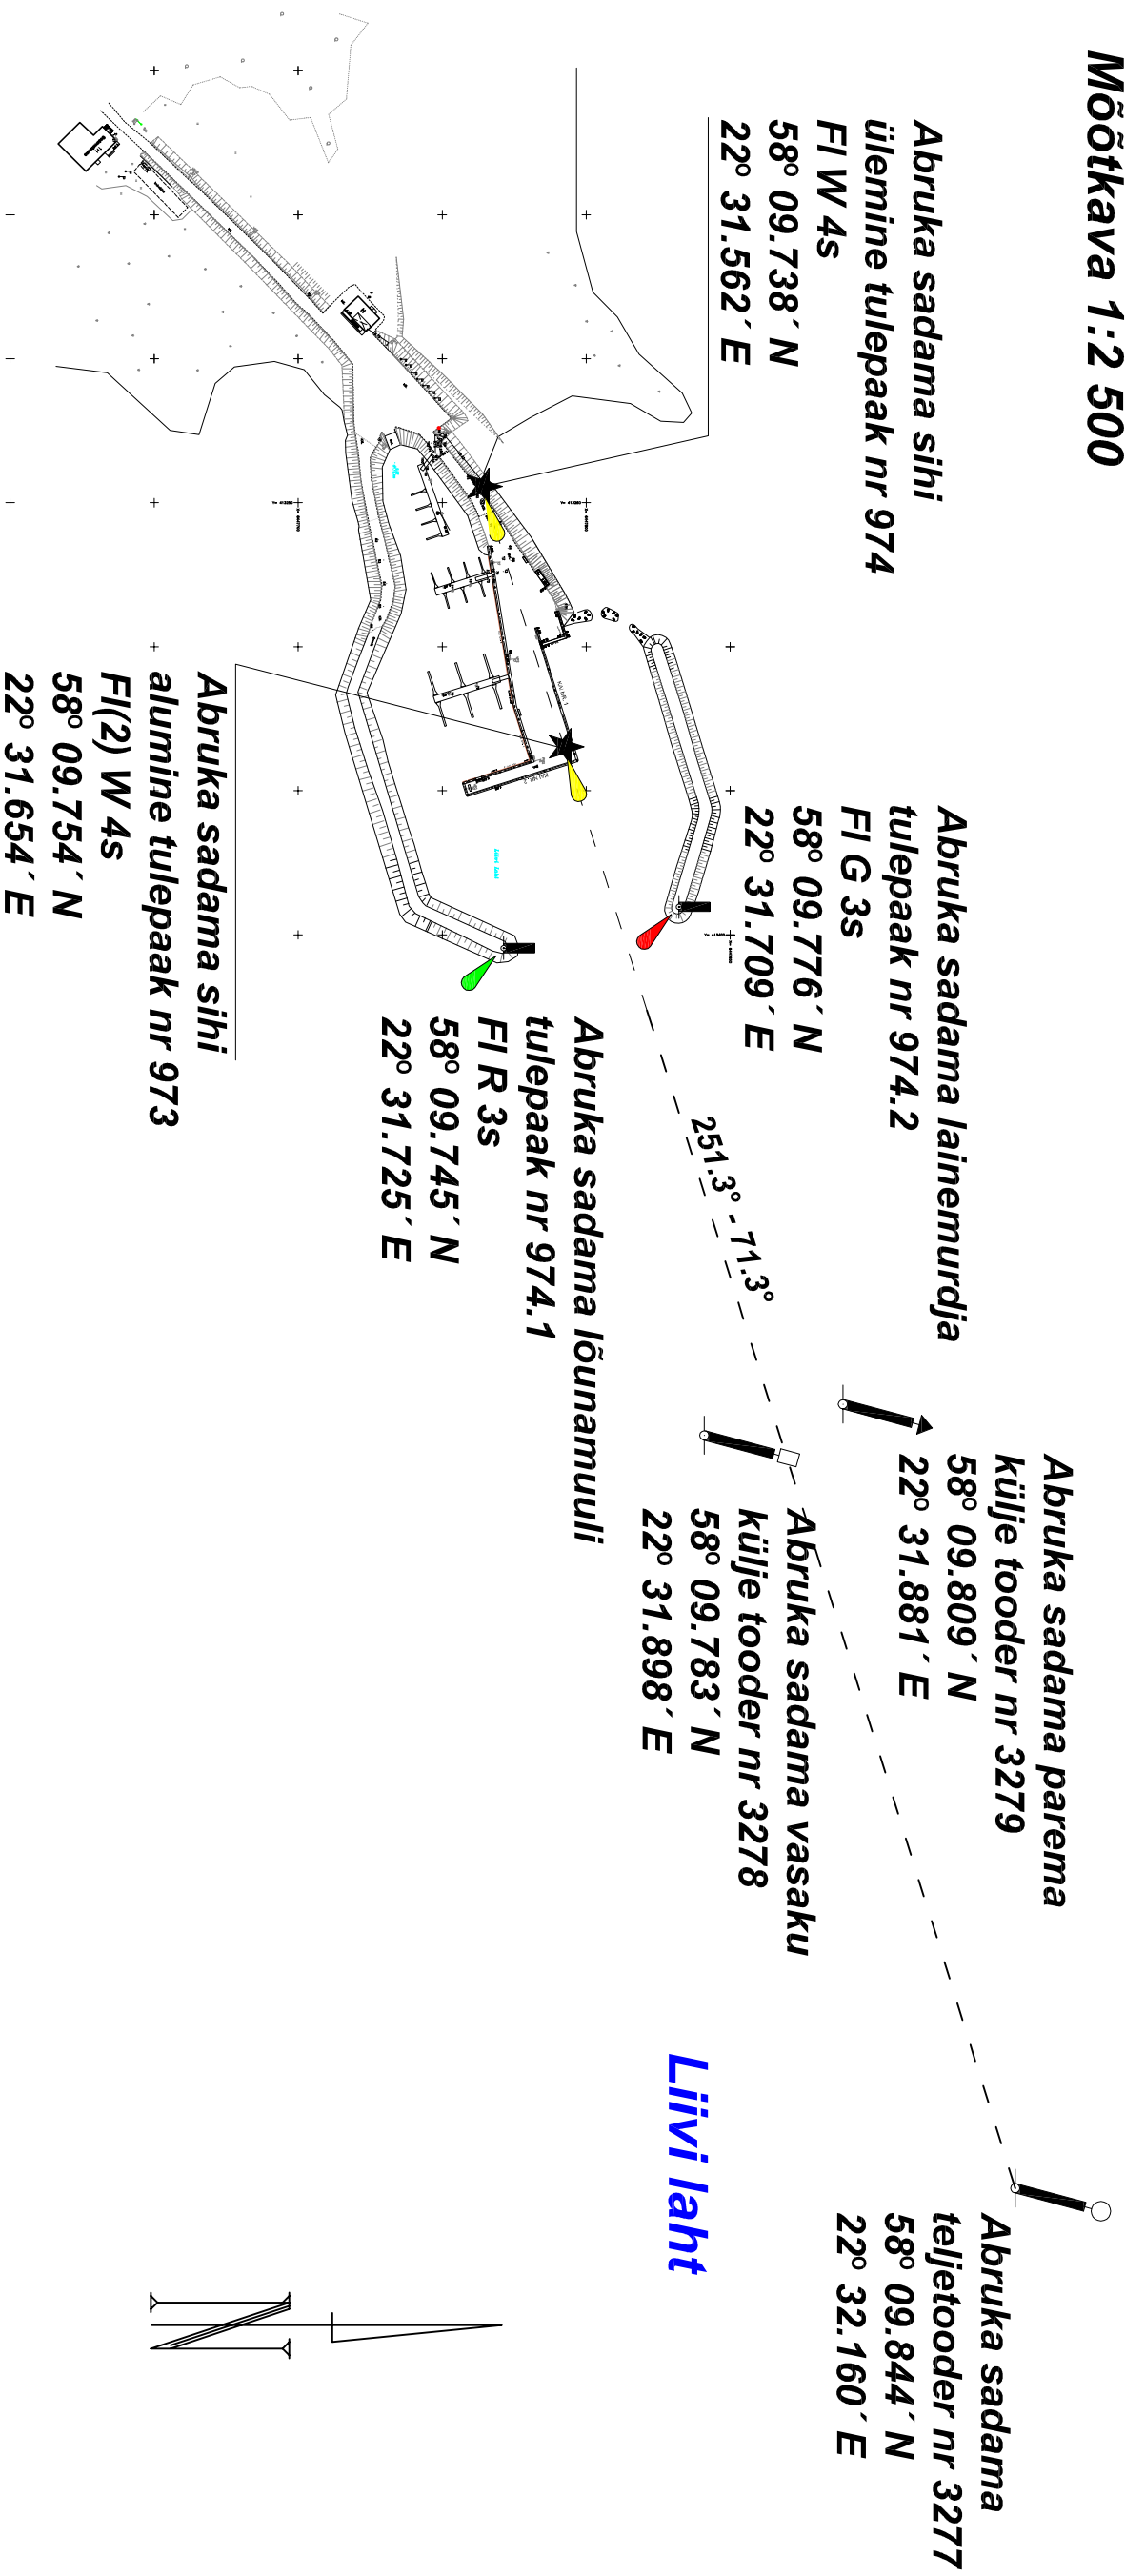 Mõõtkava 1:2 500
Abruka sadama sihi
ülemine tulepaak nr 974
Fl W 4s
58° 09.738´ N
22° 31.562´ E
Abruka sadama lainemurdja
tulepaak nr 974.2
Fl G 3s
58° 09.776´ N
22° 31.709´ E
Abruka sadama parema
külje tooder nr 3279
58° 09.809´ N
22° 31.881´ E
Abruka sadama
teljetooder nr 3277
58° 09.844´ N
22° 32.160´ E
251.3° - 71.3°
Abruka sadama vasaku
külje tooder nr 3278
58° 09.783´ N
22° 31.898´ E
Abruka sadama lõunamuuli
tulepaak nr 974.1
Fl R 3s
58° 09.745´ N
22° 31.725´ E
Liivi laht
Abruka sadama sihi
alumine tulepaak nr 973
Fl(2) W 4s
58° 09.754´ N
22° 31.654´ E
N